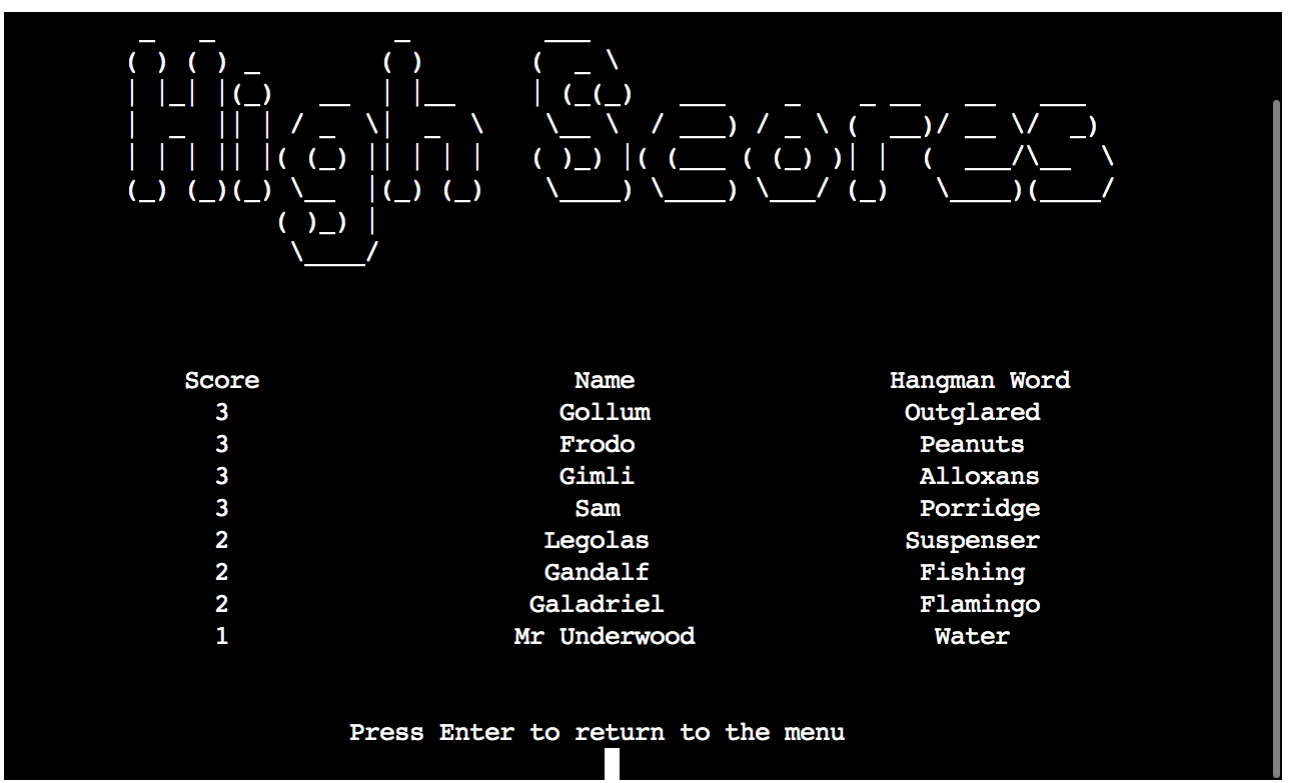 High Scores
Score Name Hangman Word
3 Gollum Outglared
3 Frodo Peanuts
3 Gimli Alloxans
3 Sam Porridge
2 Legolas Suspenser
2 Gandalf Fishing
2 Galadriel Flamingo
1 Mr Underwood Water
Press Enter to return to the menu